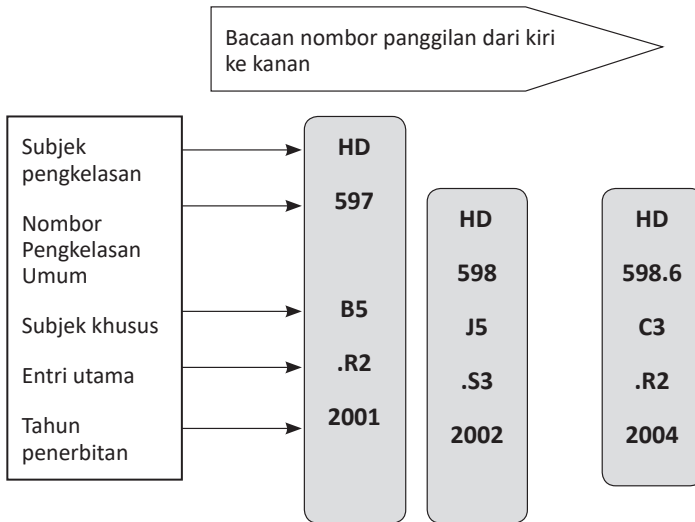 Bacaan nombor panggilan dari kiri
ke kanan
Subjek
pengkelasan
Nombor
Pengkelasan
Umum
Subjek khusus
Entri utama
Tahun
penerbitan
HD
597
B5
.R2
2001
HD
598
J5
.S3
2002
HD
598.6
C3
.R2
2004